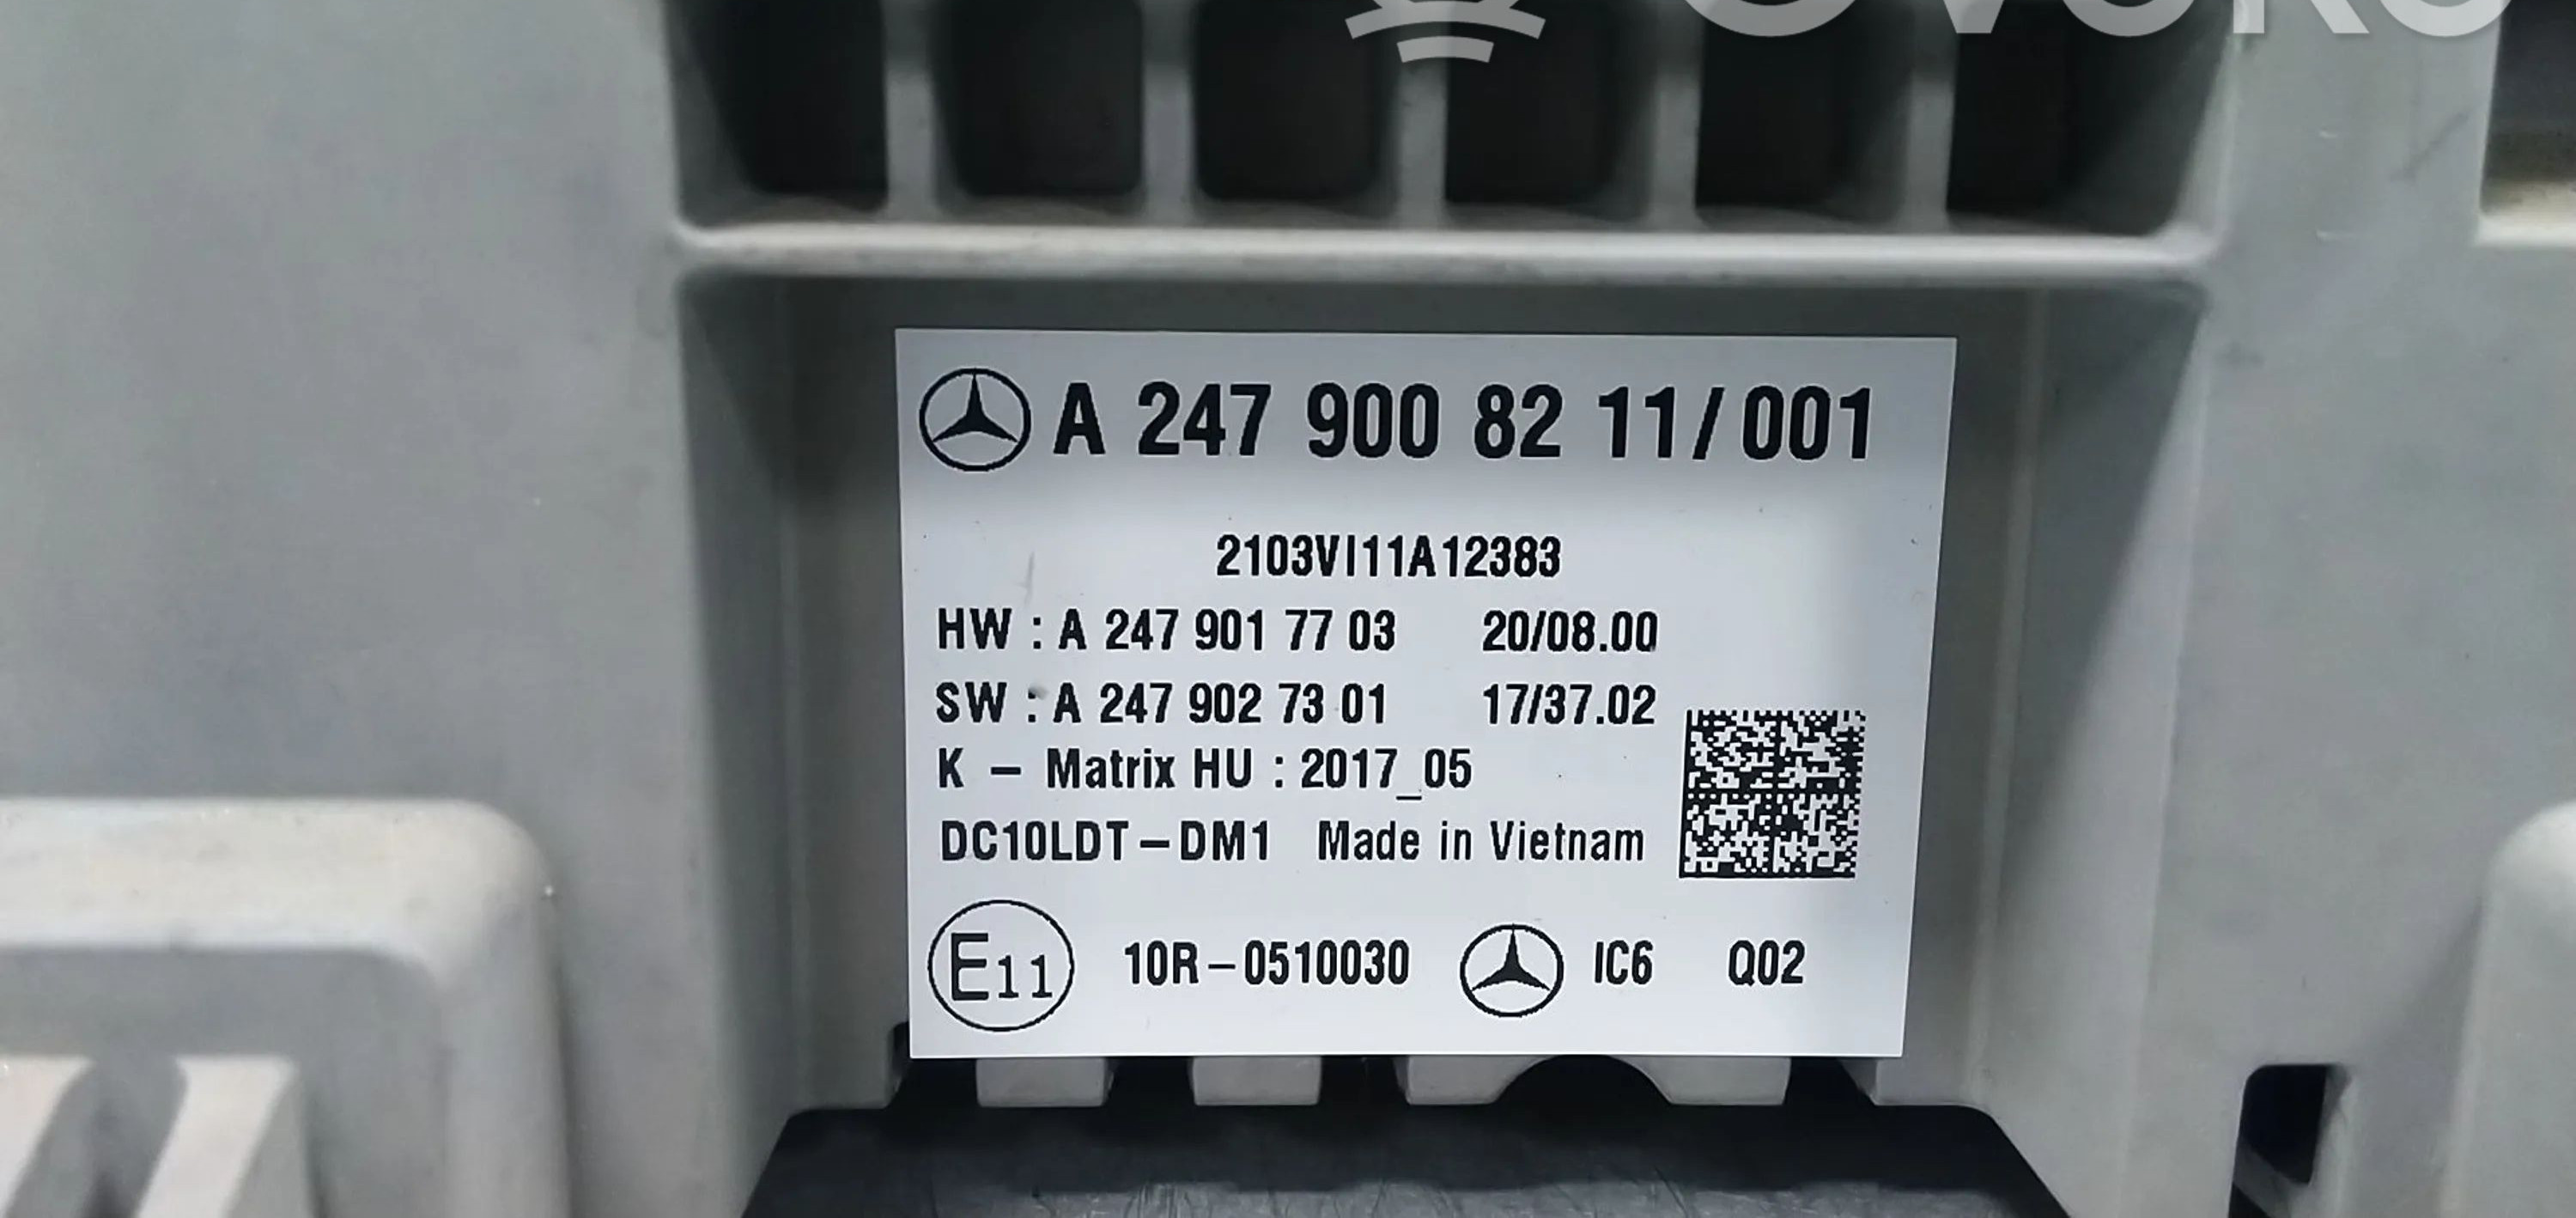 A 247 900 82 11/001
2103VI11A12383
HW : A 247 901 77 03 20/08.00
SW : A 247 902 73 01 17/37.02
K – Matrix HU : 2017_05
DC10LDT–DM1 Made in Vietnam
E11 10R–0510030 IC6 Q02